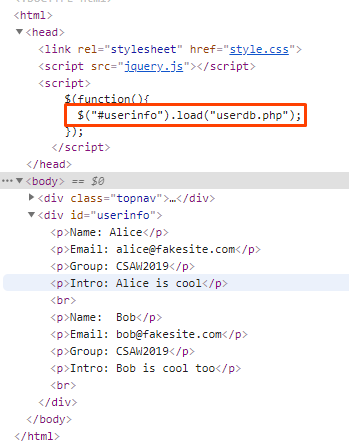 <html>
<head>
<link rel="stylesheet" href="style.css">
<script src="jquery.js"></script>
<script>
$(function(){
$("#userinfo").load("userdb.php");
});
</script>
</head>
<body> == $0
<div class="topnav">…</div>
<div id="userinfo">
<p>Name: Alice</p>
<p>Email: alice@fakesite.com</p>
<p>Group: CSAW2019</p>
<p>Intro: Alice is cool</p>
<br>
<p>Name:  Bob</p>
<p>Email: bob@fakesite.com</p>
<p>Group: CSAW2019</p>
<p>Intro: Bob is cool too</p>
<br>
</div>
</body>
</html>